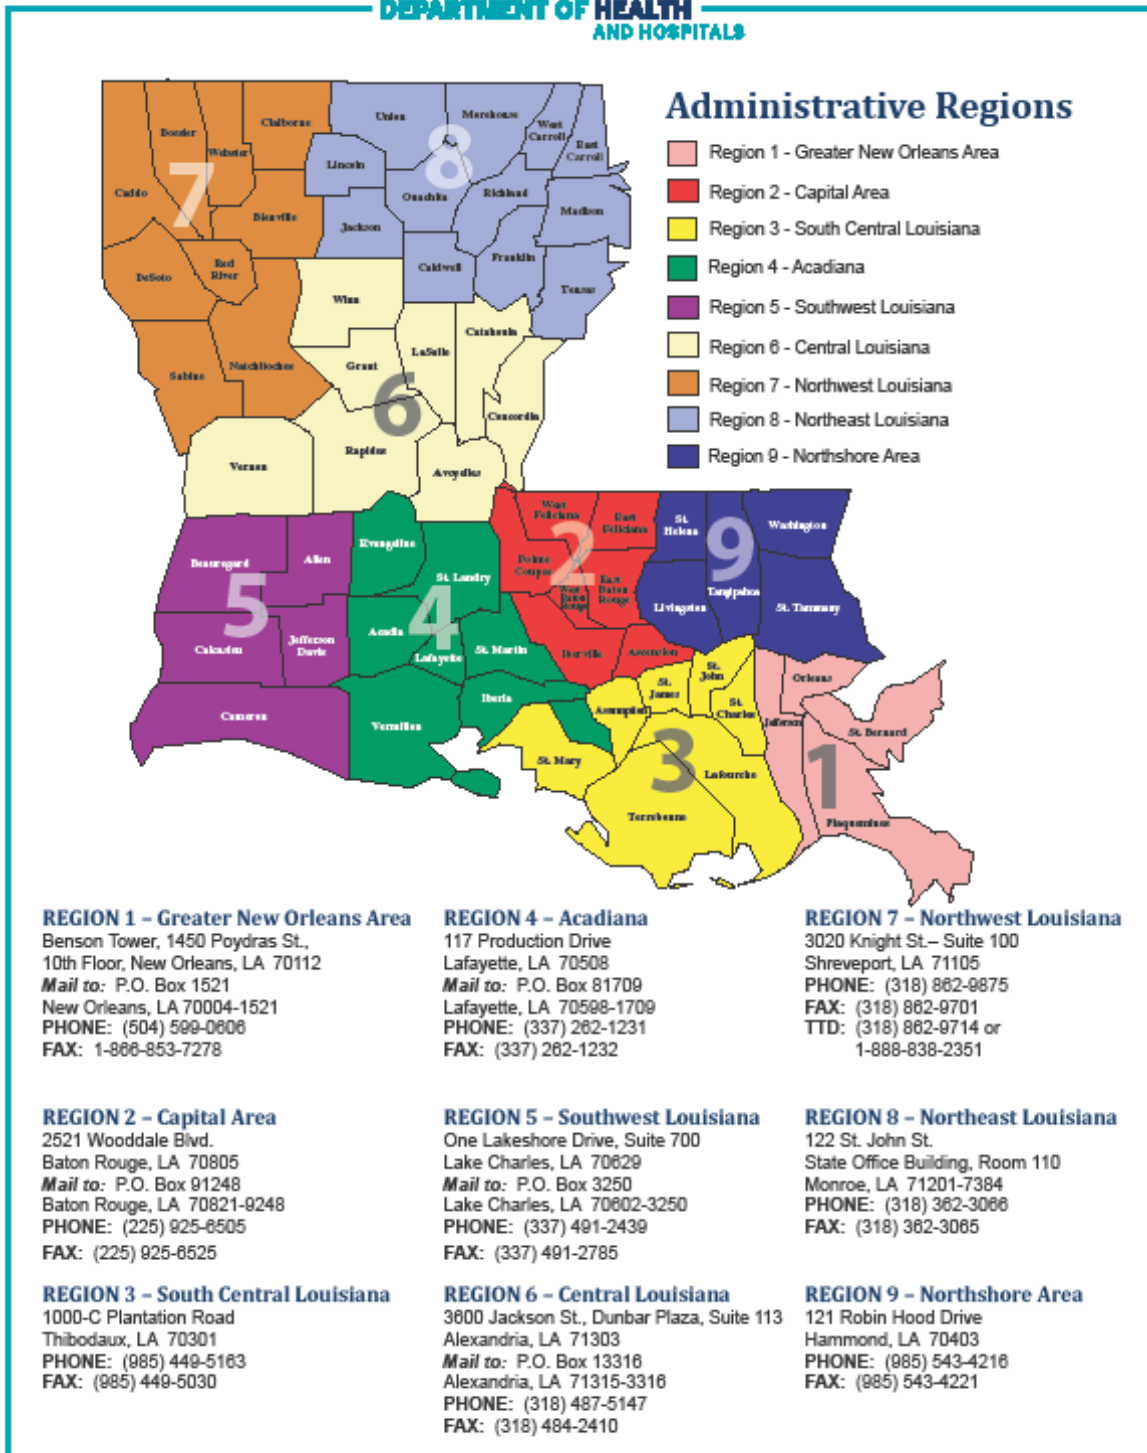 DEPARTMENT OF HEALTH
AND HOSPITALS
Administrative Regions
Region 1 - Greater New Orleans Area
Region 2 - Capital Area
Region 3 - South Central Louisiana
Region 4 - Acadiana
Region 5 - Southwest Louisiana
Region 6 - Central Louisiana
Region 7 - Northwest Louisiana
Region 8 - Northeast Louisiana
Region 9 - Northshore Area
Caddo
Bossier
Webster
Claiborne
Bienville
DeSoto
Red
River
Sabine
Natchitoches
7
Union
Morehouse
West
Carroll
East
Carroll
Lincoln
Ouachita
Richland
Madison
Jackson
Caldwell
Franklin
Tensas
8
Winn
Grant
LaSalle
Catahoula
Concordia
Rapides
Vernon
Avoyelles
6
Beauregard
Allen
Calcasieu
Jefferson
Davis
Cameron
5
Evangeline
St. Landry
Acadia
Lafayette
St. Martin
Iberia
Vermilion
4
West
Feliciana
East
Feliciana
Pointe
Coupee
West
Baton
Rouge
East
Baton
Rouge
Iberville
Ascension
2
St.
Helena
Washington
Livingston
Tangipahoa
St. Tammany
9
St.
James
St.
John
St.
Charles
Assumption
St. Mary
Lafourche
Terrebonne
3
Orleans
Jefferson
St. Bernard
Plaquemines
1
REGION 1 – Greater New Orleans Area
Benson Tower, 1450 Poydras St.,
10th Floor, New Orleans, LA 70112
Mail to: P.O. Box 1521
New Orleans, LA 70004-1521
PHONE: (504) 599-0606
FAX: 1-866-853-7278
REGION 2 – Capital Area
2521 Wooddale Blvd.
Baton Rouge, LA 70805
Mail to: P.O. Box 91248
Baton Rouge, LA 70821-9248
PHONE: (225) 925-6505
FAX: (225) 925-6525
REGION 3 – South Central Louisiana
1000-C Plantation Road
Thibodaux, LA 70301
PHONE: (985) 449-5163
FAX: (985) 449-5030
REGION 4 – Acadiana
117 Production Drive
Lafayette, LA 70508
Mail to: P.O. Box 81709
Lafayette, LA 70598-1709
PHONE: (337) 262-1231
FAX: (337) 262-1232
REGION 5 – Southwest Louisiana
One Lakeshore Drive, Suite 700
Lake Charles, LA 70629
Mail to: P.O. Box 3250
Lake Charles, LA 70602-3250
PHONE: (337) 491-2439
FAX: (337) 491-2785
REGION 6 – Central Louisiana
3600 Jackson St., Dunbar Plaza, Suite 113
Alexandria, LA 71303
Mail to: P.O. Box 13316
Alexandria, LA 71315-3316
PHONE: (318) 487-5147
FAX: (318) 484-2410
REGION 7 – Northwest Louisiana
3020 Knight St.– Suite 100
Shreveport, LA 71105
PHONE: (318) 862-9875
FAX: (318) 862-9701
TTD: (318) 862-9714 or
1-888-838-2351
REGION 8 – Northeast Louisiana
122 St. John St.
State Office Building, Room 110
Monroe, LA 71201-7384
PHONE: (318) 362-3066
FAX: (318) 362-3065
REGION 9 – Northshore Area
121 Robin Hood Drive
Hammond, LA 70403
PHONE: (985) 543-4216
FAX: (985) 543-4221